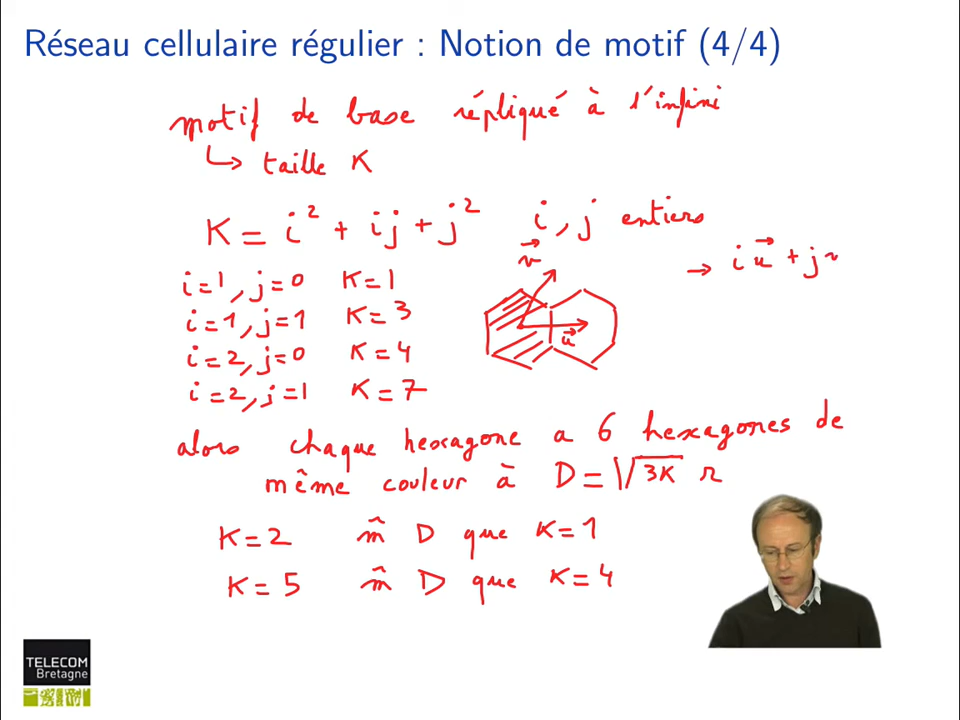 Réseau cellulaire régulier : Notion de motif (4/4)
motif de base répliqué à l'infini
↳ taille K
K = i² + ij + j² i, j entiers
→ i u⃗ + j v
v⃗
i=1, j=0 K=1
i=1, j=1 K=3
u⃗
i=2, j=0 K=4
i=2, j=1 K=7
alors chaque hexagone a 6 hexagones de
même couleur à D = √3K r
K=2 m̂ D que K=1
K=5 m̂ D que K=4
TELECOM
Bretagne